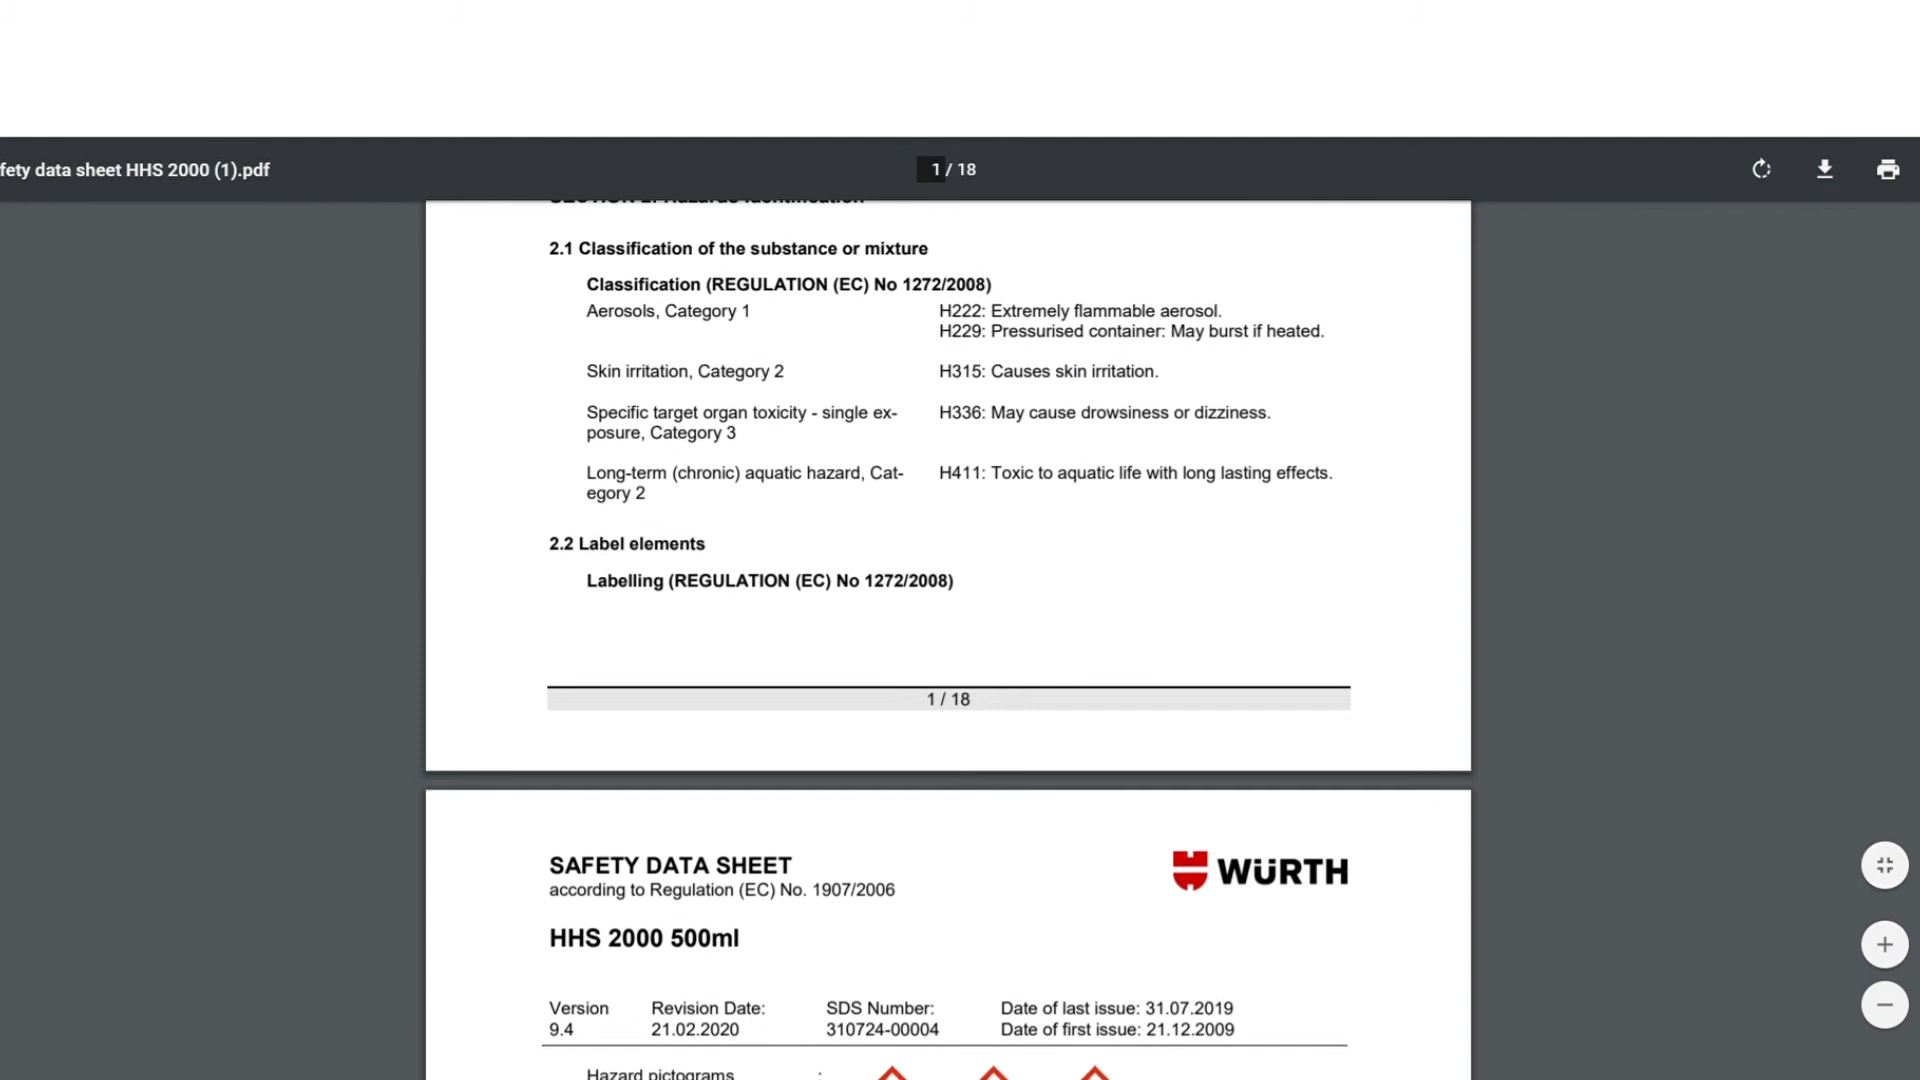 fety data sheet HHS 2000 (1).pdf
1 / 18
SECTION 2: Hazards identification
2.1 Classification of the substance or mixture
Classification (REGULATION (EC) No 1272/2008)
Aerosols, Category 1
H222: Extremely flammable aerosol.
H229: Pressurised container: May burst if heated.
Skin irritation, Category 2
H315: Causes skin irritation.
Specific target organ toxicity - single ex-
posure, Category 3
H336: May cause drowsiness or dizziness.
Long-term (chronic) aquatic hazard, Cat-
egory 2
H411: Toxic to aquatic life with long lasting effects.
2.2 Label elements
Labelling (REGULATION (EC) No 1272/2008)
1 / 18
SAFETY DATA SHEET
according to Regulation (EC) No. 1907/2006
WÜRTH
HHS 2000 500ml
Version Revision Date: SDS Number: Date of last issue: 31.07.2019
9.4 21.02.2020 310724-00004 Date of first issue: 21.12.2009
Hazard pictograms :